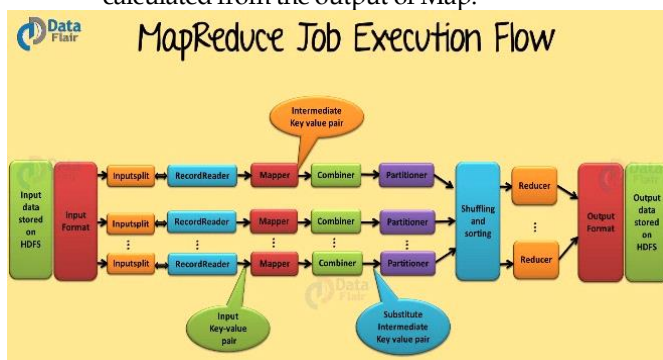 calculated from the output of Map.
Data
Flair
MapReduce Job Execution Flow
Intermediate
Key value pair
Input
data
stored
on
HDFS
Input
Format
Inputsplit
RecordReader
Mapper
Combiner
Partitioner
Inputsplit
RecordReader
Mapper
Combiner
Partitioner
Inputsplit
RecordReader
Mapper
Combiner
Partitioner
Shuffling
and
sorting
Reducer
Reducer
Output
Format
Output
data
stored
on
HDFS
Input
Key-value
pair
Substitute
Intermediate
Key value pair
Data
Flair